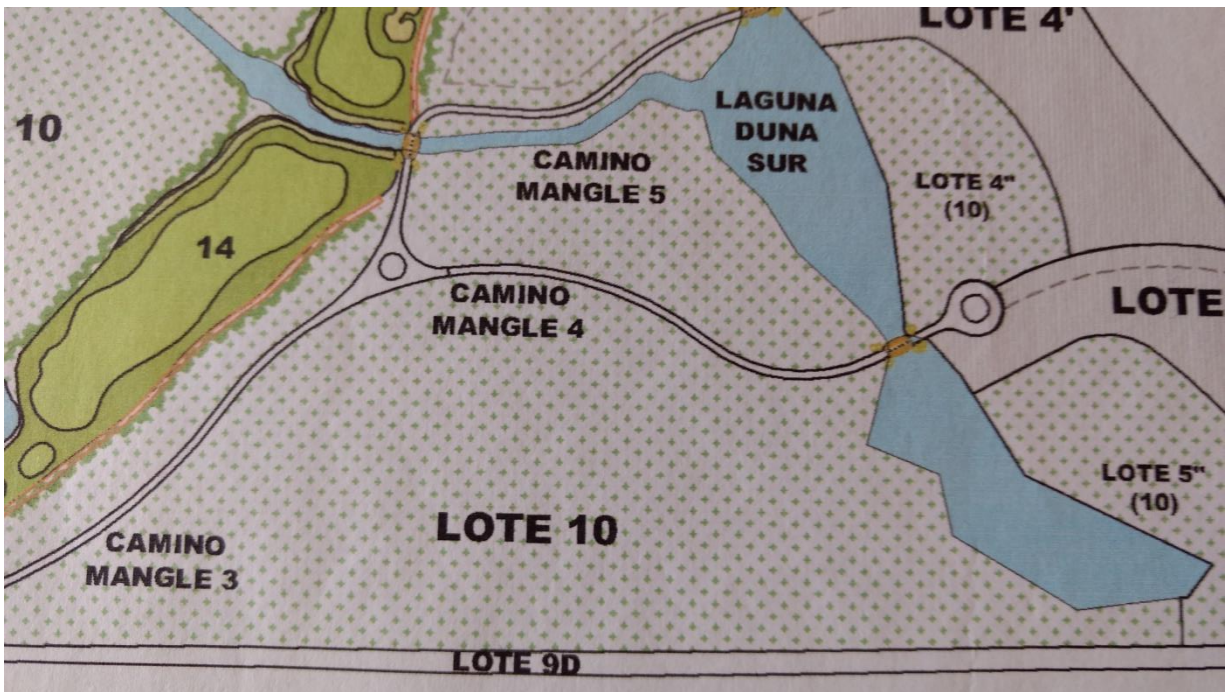 LOTE 4'
10
LAGUNA
DUNA
SUR
CAMINO
MANGLE 5
LOTE 4"
(10)
14
CAMINO
MANGLE 4
LOTE
LOTE 5"
(10)
LOTE 10
CAMINO
MANGLE 3
LOTE 9D